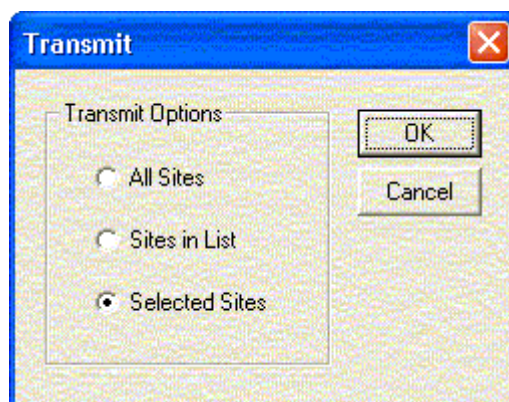 Transmit
Transmit Options
All Sites
Sites in List
Selected Sites
OK
Cancel